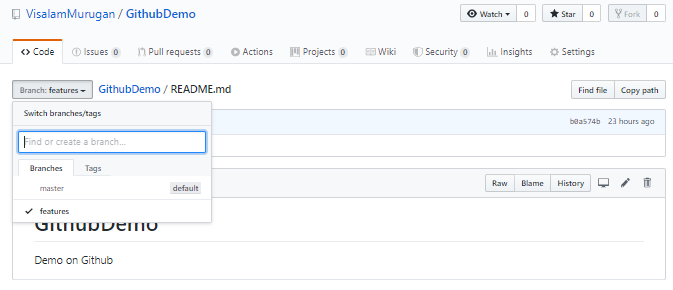 VisalamMurugan / GithubDemo Watch 0 Star 0 Fork 0
Code Issues 0 Pull requests 0 Actions Projects 0 Wiki Security 0 Insights Settings
Branch: features GithubDemo / README.md Find file Copy path
Switch branches/tags
b0a574b 23 hours ago
Find or create a branch...
Branches Tags
master default
Raw Blame History
features
GithubDemo
Demo on Github